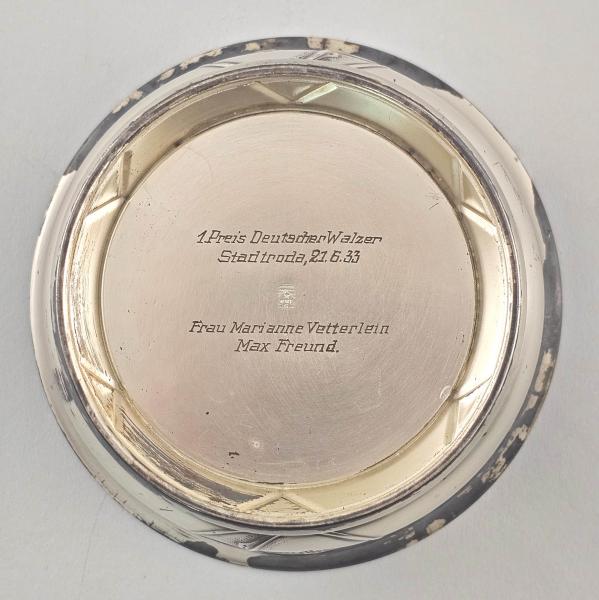 1. Preis Deutscher Walzer
Stadtroda, 21.6.33
Frau Marianne Vetterlein
Max Freund.